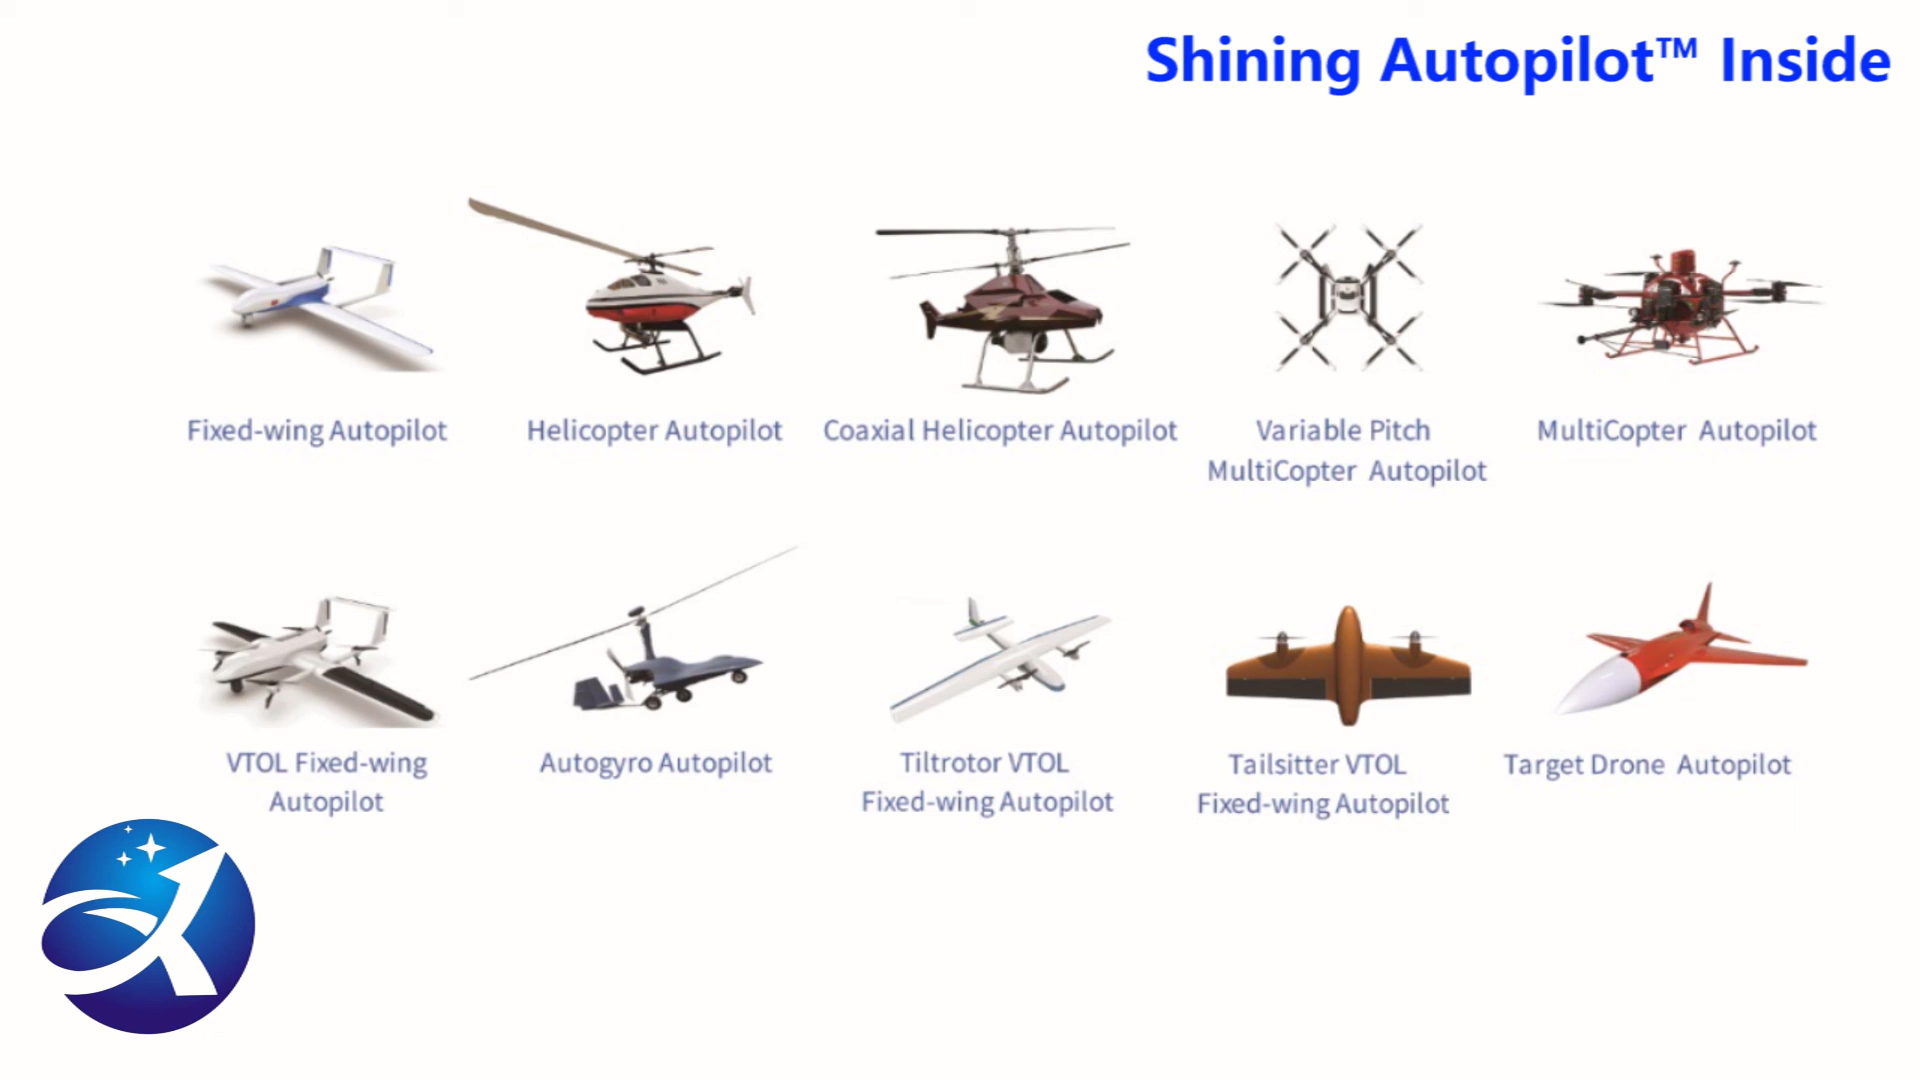 Shining Autopilot™ Inside
Fixed-wing Autopilot
Helicopter Autopilot
Coaxial Helicopter Autopilot
Variable Pitch
MultiCopter Autopilot
MultiCopter Autopilot
VTOL Fixed-wing
Autopilot
Autogyro Autopilot
Tiltrotor VTOL
Fixed-wing Autopilot
Tailsitter VTOL
Fixed-wing Autopilot
Target Drone Autopilot